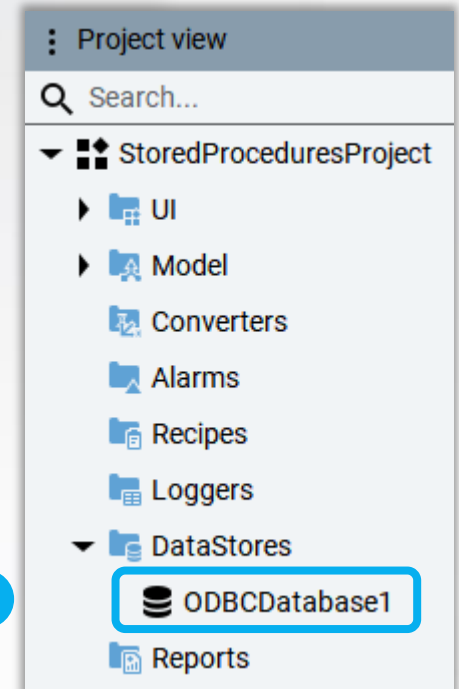 Project view
Search...
StoredProceduresProject
UI
Model
Converters
Alarms
Recipes
Loggers
DataStores
ODBCDatabase1
Reports